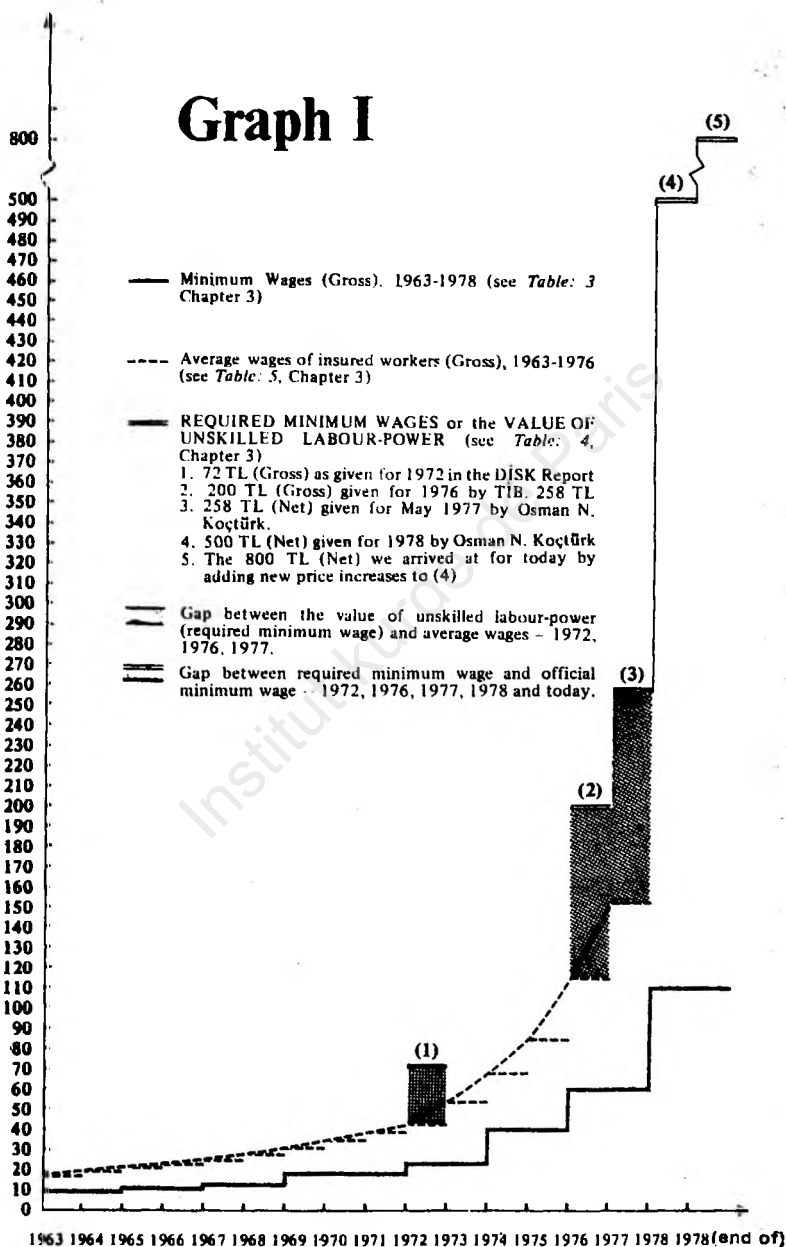 Graph I
800
500
490
480
470
460
450
440
430
420
410
400
390
380
370
360
350
340
330
320
310
300
290
280
270
260
250
240
230
220
210
200
190
180
170
160
150
140
130
120
110
100
90
80
70
60
50
40
30
20
10
0
Minimum Wages (Gross). 1963-1978 (see Table: 3
Chapter 3)
Average wages of insured workers (Gross), 1963-1976
(see Table: 5, Chapter 3)
REQUIRED MINIMUM WAGES or the VALUE OF
UNSKILLED LABOUR-POWER (see Table: 4,
Chapter 3)
1. 72 TL (Gross) as given for 1972 in the DİSK Report
2. 200 TL (Gross) given for 1976 by TİB. 258 TL
3. 258 TL (Net) given for May 1977 by Osman N.
Koçtürk.
4. 500 TL (Net) given for 1978 by Osman N. Koçtürk
5. The 800 TL (Net) we arrived at for today by
adding new price increases to (4)
Gap between the value of unskilled labour-power
(required minimum wage) and average wages – 1972,
1976, 1977.
Gap between required minimum wage and official
minimum wage – 1972, 1976, 1977, 1978 and today.
(5)
(4)
(3)
(2)
(1)
1963 1964 1965 1966 1967 1968 1969 1970 1971 1972 1973 1974 1975 1976 1977 1978 1978(end of)
Institut kurde de Paris